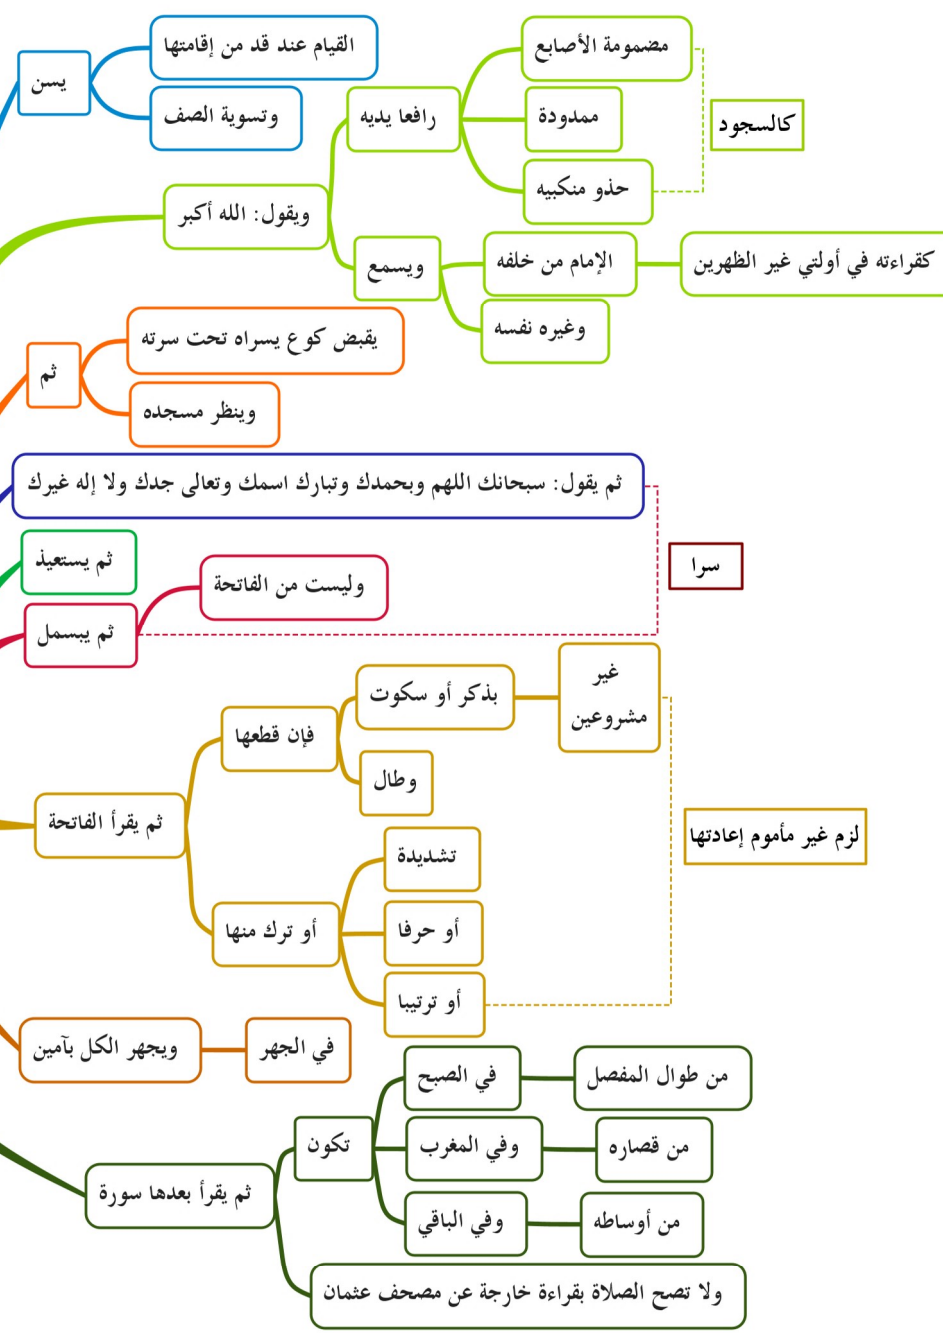 يسن
القيام عند قد من إقامتها
وتسوية الصف
ويقول: الله أكبر
رافعا يديه
مضمومة الأصابع
ممدودة
حذو منكبيه
كالسجود
ويسمع
الإمام من خلفه
كقراءته في أولتي غير الظهرين
وغيره نفسه
ثم
يقبض كوع يسراه تحت سرته
وينظر مسجده
ثم يقول: سبحانك اللهم وبحمدك وتبارك اسمك وتعالى جدك ولا إله غيرك
ثم يستعيذ
ثم يبسمل
وليست من الفاتحة
سرا
ثم يقرأ الفاتحة
فإن قطعها
بذكر أو سكوت
غير
مشروعين
وطال
أو ترك منها
تشديدة
أو حرفا
أو ترتيبا
لزم غير مأموم إعادتها
ويجهر الكل بآمين
في الجهر
ثم يقرأ بعدها سورة
تكون
في الصبح
من طوال المفصل
وفي المغرب
من قصاره
وفي الباقي
من أوساطه
ولا تصح الصلاة بقراءة خارجة عن مصحف عثمان